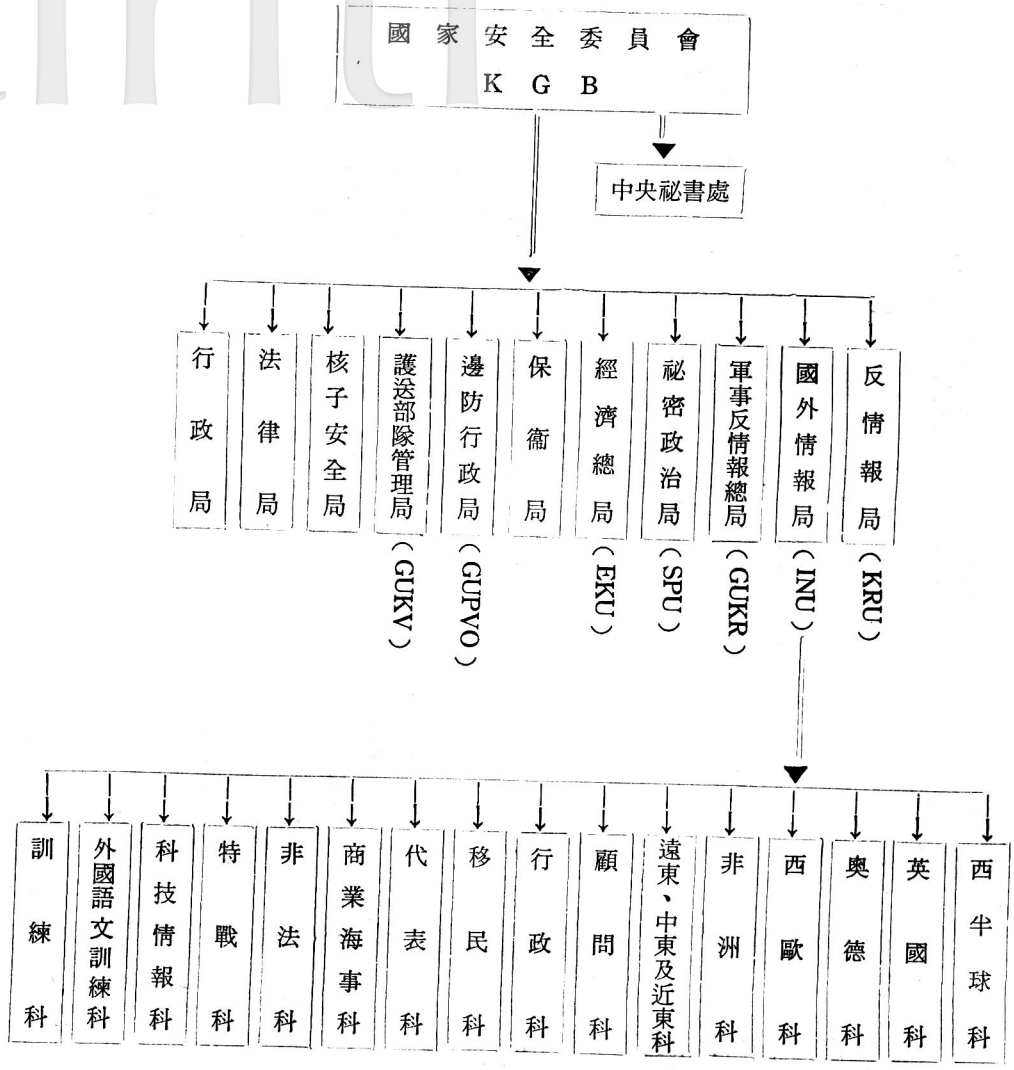 國家安全委員會
KGB
中央祕書處
反情報局(KRU)
國外情報局(INU)
軍事反情報總局(GUKR)
祕密政治局(SPU)
經濟總局(EKU)
保衞局
邊防行政局(GUPVO)
護送部隊管理局(GUKV)
核子安全局
法律局
行政局
西半球科
英國科
奧德科
西歐科
非洲科
遠東、中東及近東科
顧問科
行政科
移民科
代表科
商業海事科
非法科
特戰科
科技情報科
外國語文訓練科
訓練科